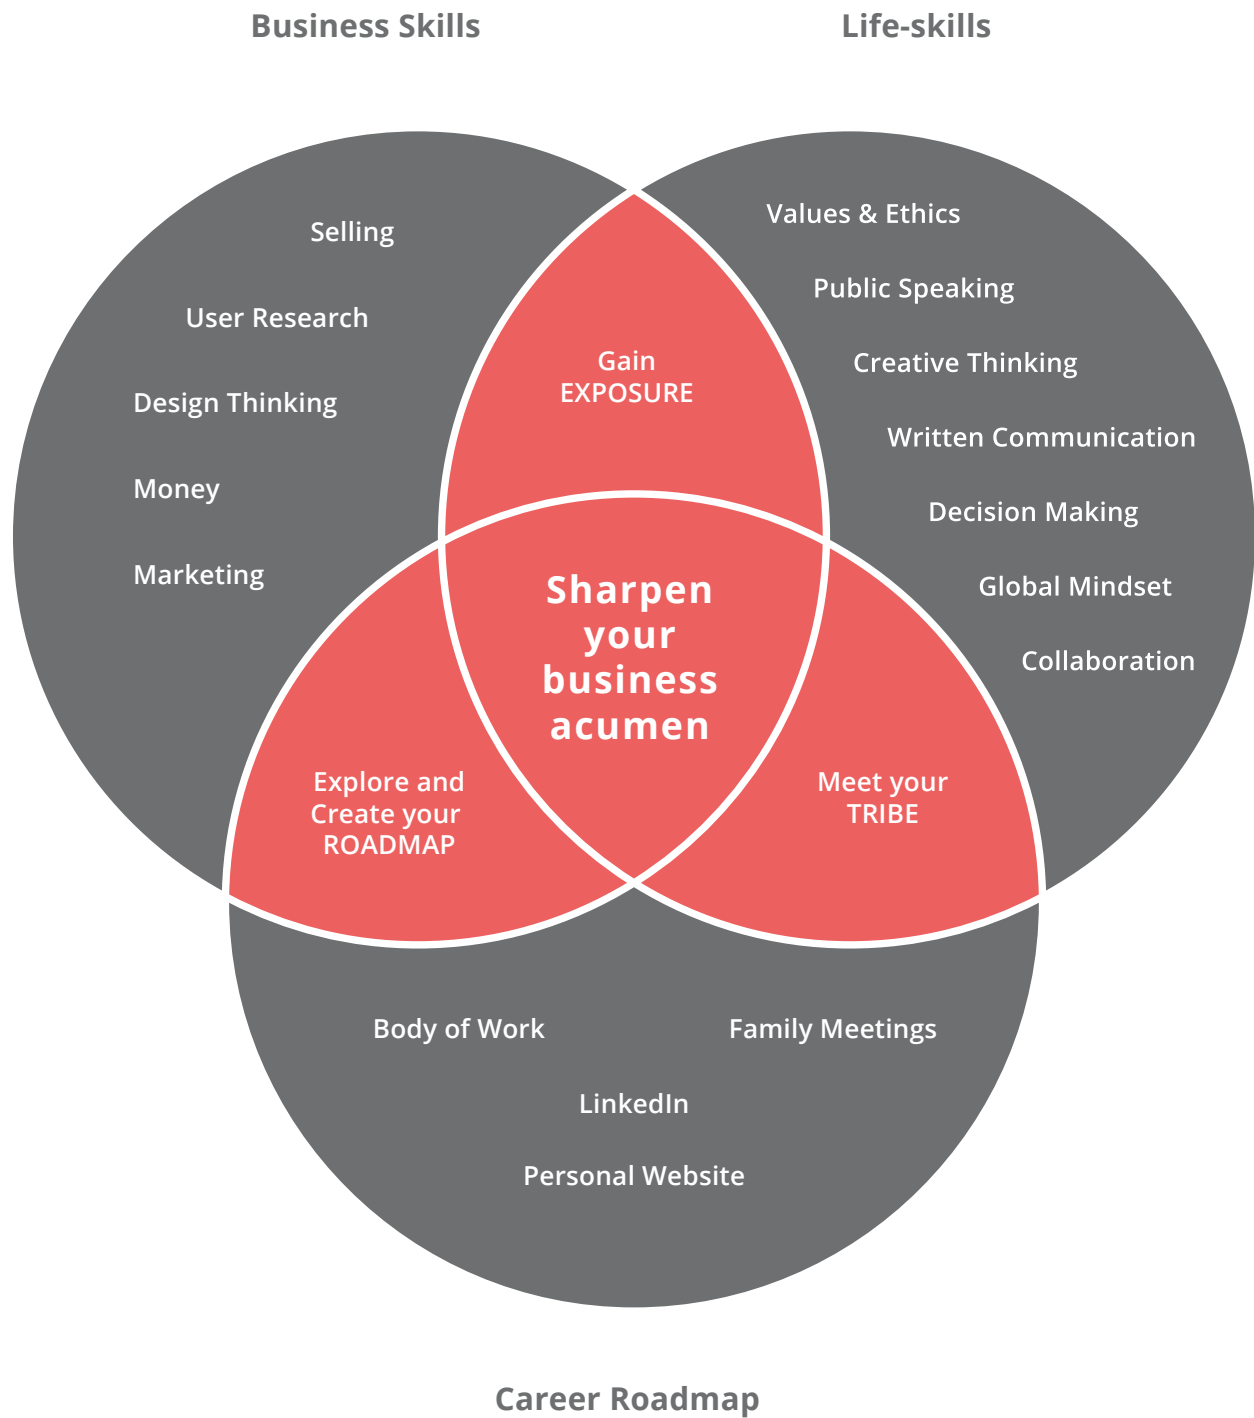 Business Skills
Life-skills
Selling
User Research
Design Thinking
Money
Marketing
Values & Ethics
Public Speaking
Creative Thinking
Written Communication
Decision Making
Global Mindset
Collaboration
Gain
EXPOSURE
Sharpen
your
business
acumen
Explore and
Create your
ROADMAP
Meet your
TRIBE
Body of Work
Family Meetings
LinkedIn
Personal Website
Career Roadmap